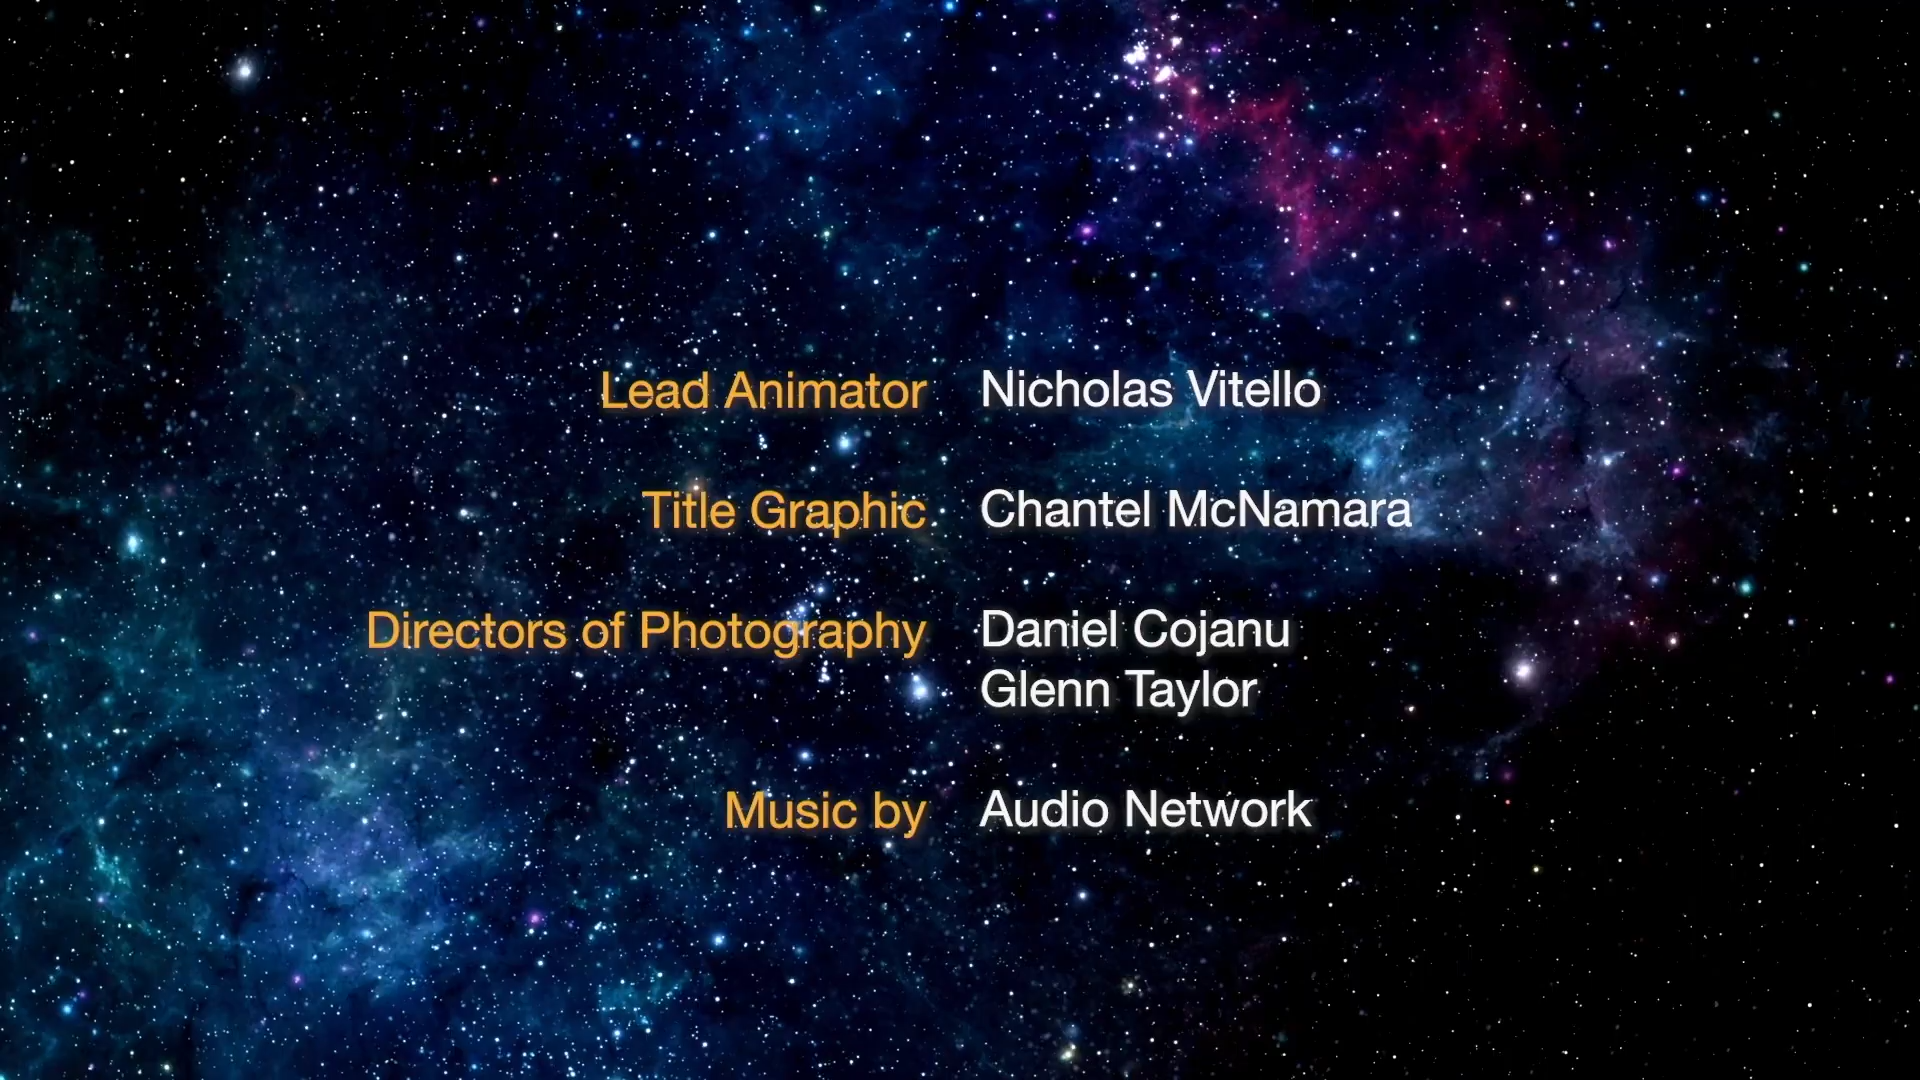 Lead Animator Nicholas Vitello
Title Graphic Chantel McNamara
Directors of Photography Daniel Cojanu
Glenn Taylor
Music by Audio Network